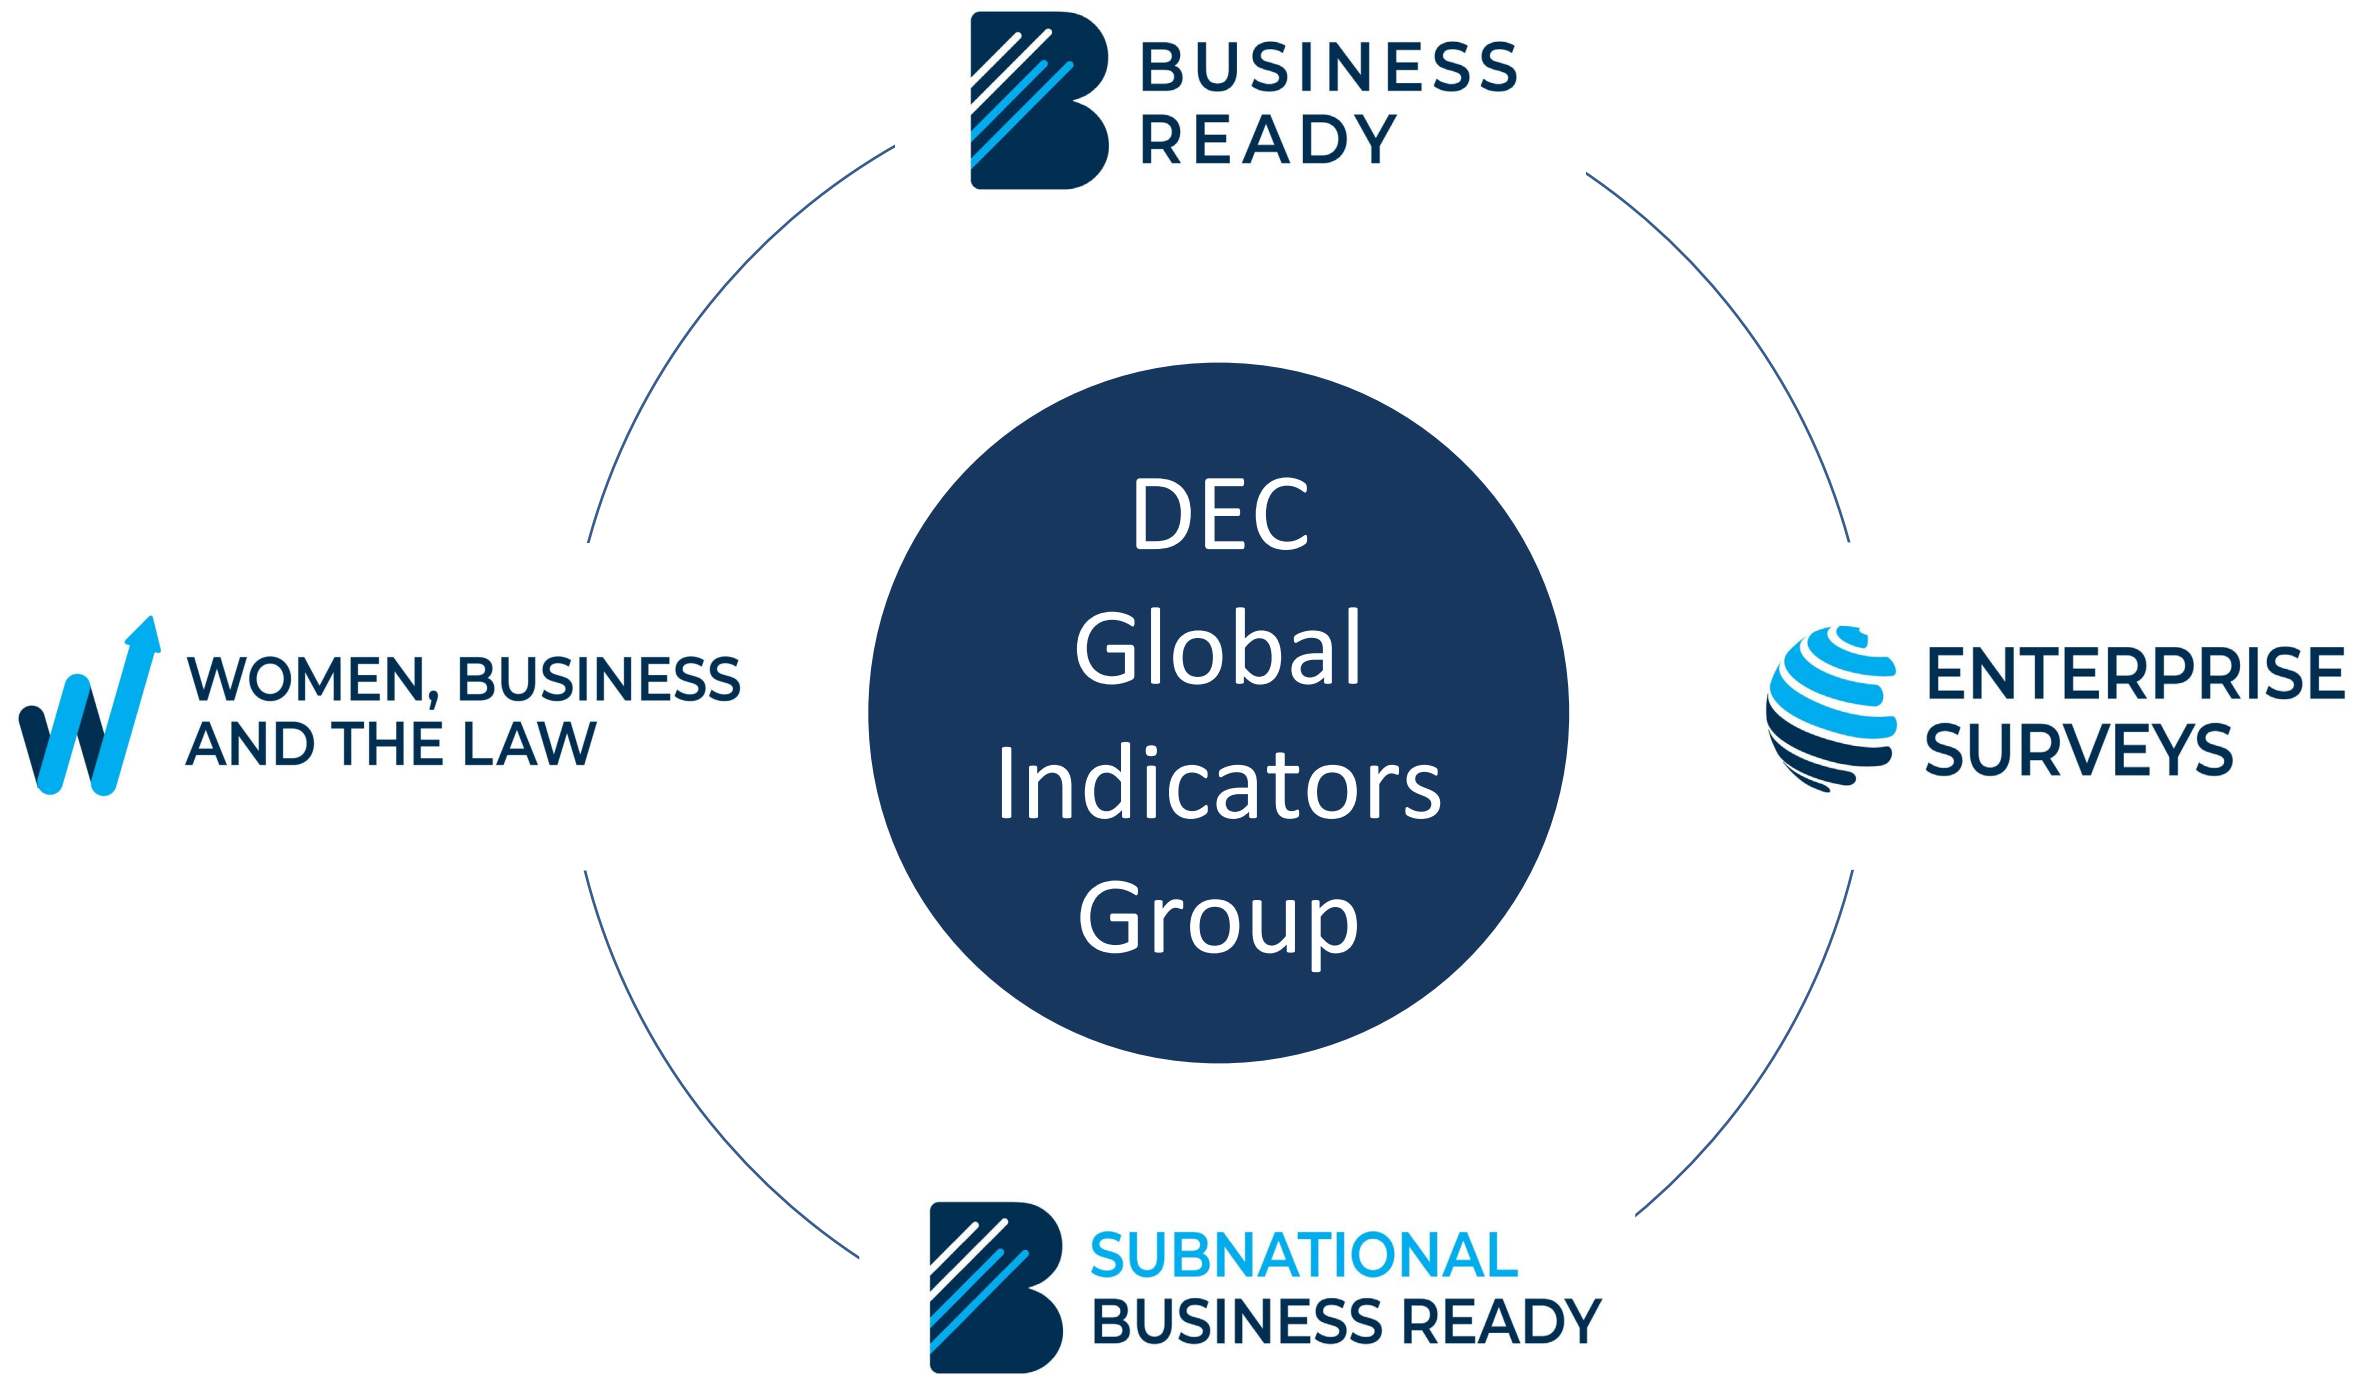 BUSINESS
READY
DEC
Global
Indicators
Group
WOMEN, BUSINESS
AND THE LAW
ENTERPRISE
SURVEYS
SUBNATIONAL
BUSINESS READY